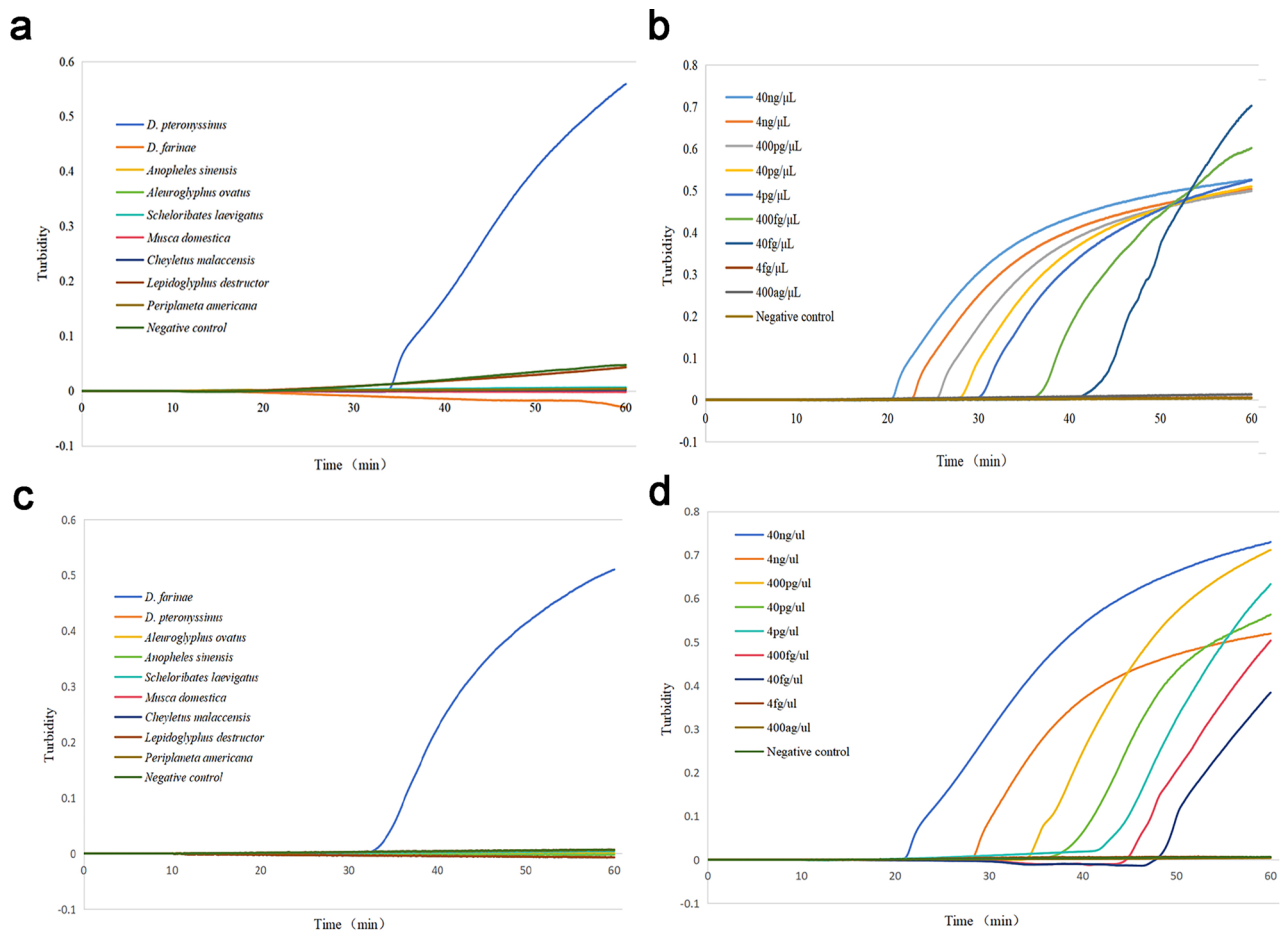 a
0.6
0.5
0.4
0.3
0.2
0.1
0
-0.1
Turbidity
D. pteronyssinus
D. farinae
Anopheles sinensis
Aleuroglyphus ovatus
Scheloribates laevigatus
Musca domestica
Cheyletus malaccensis
Lepidoglyphus destructor
Periplaneta americana
Negative control
0 10 20 30 40 50 60
Time（min）
b
0.8
0.7
0.6
0.5
0.4
0.3
0.2
0.1
0
-0.1
Turbidity
40ng/μL
4ng/μL
400pg/μL
40pg/μL
4pg/μL
400fg/μL
40fg/μL
4fg/μL
400ag/μL
Negative control
0 10 20 30 40 50 60
Time（min）
c
0.6
0.5
0.4
0.3
0.2
0.1
0
-0.1
Turbidity
D. farinae
D. pteronyssinus
Aleuroglyphus ovatus
Anopheles sinensis
Scheloribates laevigatus
Musca domestica
Cheyletus malaccensis
Lepidoglyphus destructor
Periplaneta americana
Negative control
0 10 20 30 40 50 60
Time（min）
d
0.8
0.7
0.6
0.5
0.4
0.3
0.2
0.1
0
-0.1
Turbidity
40ng/ul
4ng/ul
400pg/ul
40pg/ul
4pg/ul
400fg/ul
40fg/ul
4fg/ul
400ag/ul
Negative control
0 10 20 30 40 50 60
Time（min）